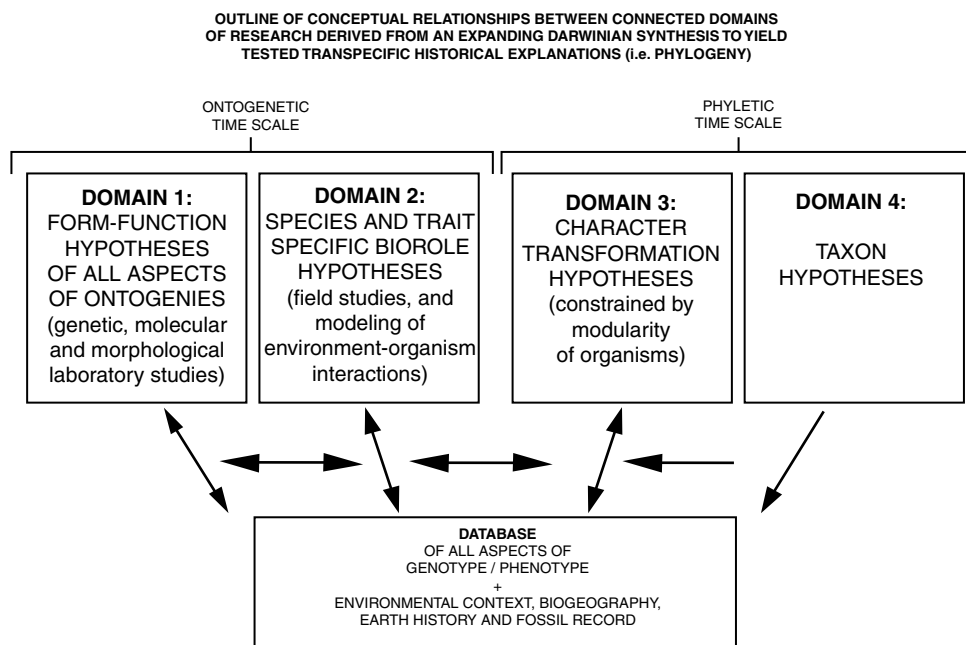 OUTLINE OF CONCEPTUAL RELATIONSHIPS BETWEEN CONNECTED DOMAINS
OF RESEARCH DERIVED FROM AN EXPANDING DARWINIAN SYNTHESIS TO YIELD
TESTED TRANSPECIFIC HISTORICAL EXPLANATIONS (i.e. PHYLOGENY)
ONTOGENETIC
TIME SCALE
PHYLETIC
TIME SCALE
DOMAIN 1:
FORM-FUNCTION
HYPOTHESES
OF ALL ASPECTS
OF ONTOGENIES
(genetic, molecular
and morphological
laboratory studies)
DOMAIN 2:
SPECIES AND TRAIT
SPECIFIC BIOROLE
HYPOTHESES
(field studies, and
modeling of
environment-organism
interactions)
DOMAIN 3:
CHARACTER
TRANSFORMATION
HYPOTHESES
(constrained by
modularity
of organisms)
DOMAIN 4:
TAXON
HYPOTHESES
DATABASE
OF ALL ASPECTS OF
GENOTYPE / PHENOTYPE
+
ENVIRONMENTAL CONTEXT, BIOGEOGRAPHY,
EARTH HISTORY AND FOSSIL RECORD